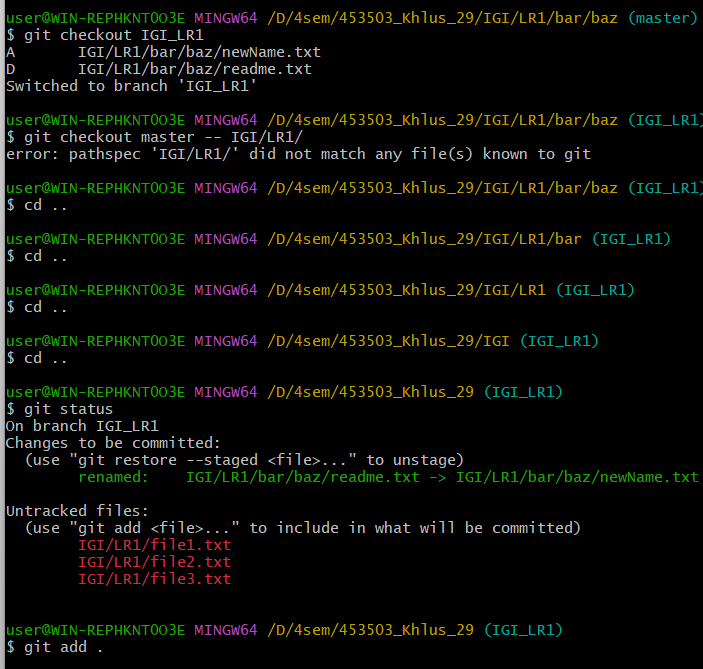 user@WIN-REPHKNTOO3E MINGW64 /D/4sem/453503_Khlus_29/IGI/LR1/bar/baz (master)
$ git checkout IGI_LR1
A       IGI/LR1/bar/baz/newName.txt
D       IGI/LR1/bar/baz/readme.txt
Switched to branch 'IGI_LR1'

user@WIN-REPHKNTOO3E MINGW64 /D/4sem/453503_Khlus_29/IGI/LR1/bar/baz (IGI_LR1)
$ git checkout master -- IGI/LR1/
error: pathspec 'IGI/LR1/' did not match any file(s) known to git

user@WIN-REPHKNTOO3E MINGW64 /D/4sem/453503_Khlus_29/IGI/LR1/bar/baz (IGI_LR1)
$ cd ..

user@WIN-REPHKNTOO3E MINGW64 /D/4sem/453503_Khlus_29/IGI/LR1/bar (IGI_LR1)
$ cd ..

user@WIN-REPHKNTOO3E MINGW64 /D/4sem/453503_Khlus_29/IGI/LR1 (IGI_LR1)
$ cd ..

user@WIN-REPHKNTOO3E MINGW64 /D/4sem/453503_Khlus_29/IGI (IGI_LR1)
$ cd ..

user@WIN-REPHKNTOO3E MINGW64 /D/4sem/453503_Khlus_29 (IGI_LR1)
$ git status
On branch IGI_LR1
Changes to be committed:
  (use "git restore --staged <file>..." to unstage)
        renamed:    IGI/LR1/bar/baz/readme.txt -> IGI/LR1/bar/baz/newName.txt

Untracked files:
  (use "git add <file>..." to include in what will be committed)
        IGI/LR1/file1.txt
        IGI/LR1/file2.txt
        IGI/LR1/file3.txt

user@WIN-REPHKNTOO3E MINGW64 /D/4sem/453503_Khlus_29 (IGI_LR1)
$ git add .